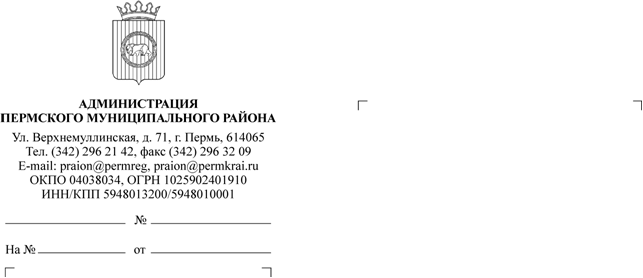 АДМИНИСТРАЦИЯ
ПЕРМСКОГО МУНИЦИПАЛЬНОГО РАЙОНА
Ул. Верхнемуллинская, д. 71, г. Пермь, 614065
Тел. (342) 296 21 42, факс (342) 296 32 09
E-mail: praion@permreg, praion@permkrai.ru
ОКПО 04038034, ОГРН 1025902401910
ИНН/КПП 5948013200/5948010001
№
На № от